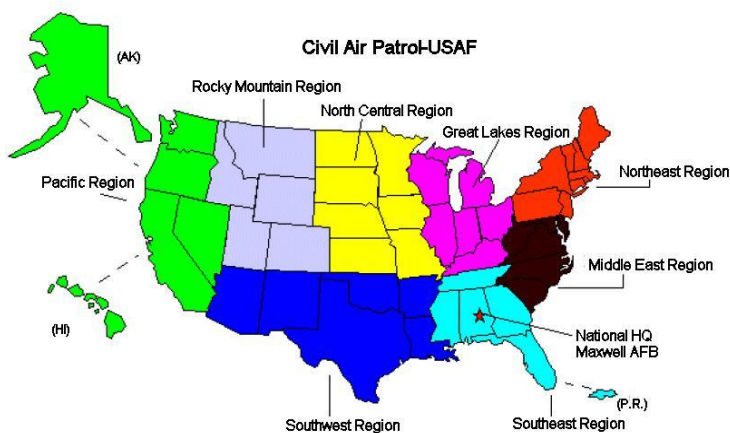 Civil Air Patrol-USAF
(AK)
Rocky Mountain Region
North Central Region
Great Lakes Region
Northeast Region
Pacific Region
Middle East Region
(HI)
National HQ
Maxwell AFB
(P.R.)
Southwest Region
Southeast Region